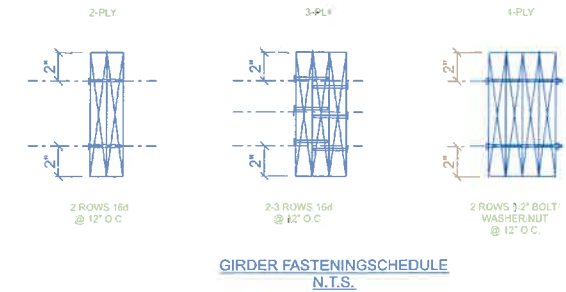 2-PLY
3-PLY
4-PLY
2"
2"
2"
2"
2"
2"
2 ROWS 16d
@ 12" O.C
2-3 ROWS 16d
@ 12" O.C
2 ROWS 1/2" BOLT/
WASHER/NUT
@ 12" O.C.
GIRDER FASTENINGSCHEDULE
N.T.S.